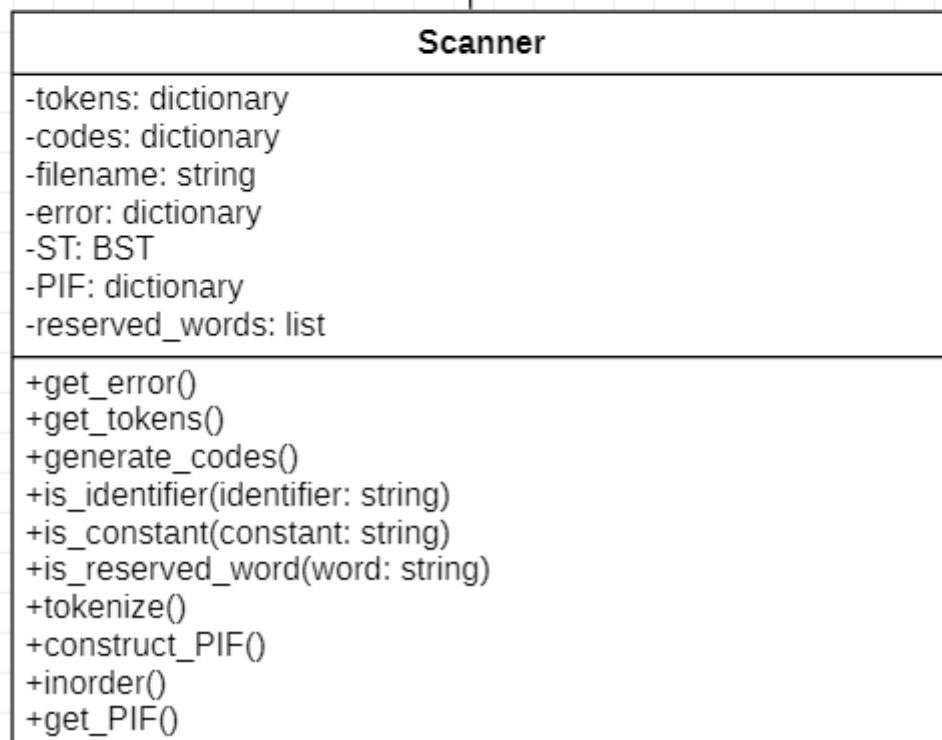 Scanner
-tokens: dictionary
-codes: dictionary
-filename: string
-error: dictionary
-ST: BST
-PIF: dictionary
-reserved_words: list
+get_error()
+get_tokens()
+generate_codes()
+is_identifier(identifier: string)
+is_constant(constant: string)
+is_reserved_word(word: string)
+tokenize()
+construct_PIF()
+inorder()
+get_PIF()